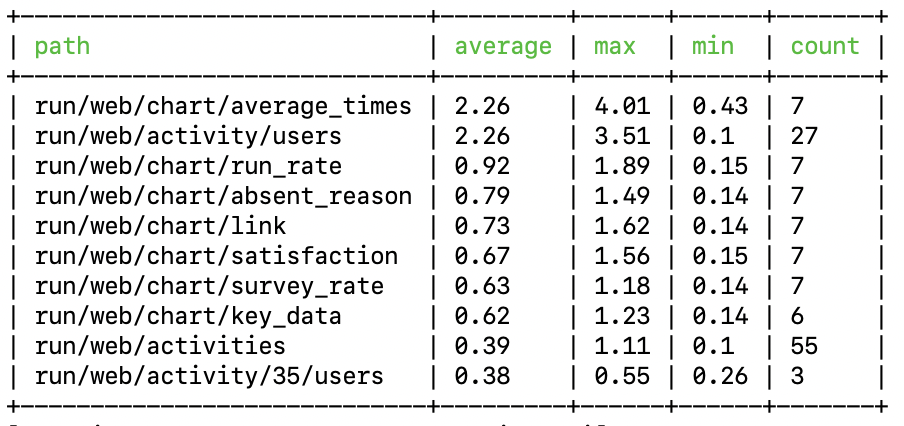 +------------------------------+---------+------+------+-------+
| path                         | average | max  | min  | count |
+------------------------------+---------+------+------+-------+
| run/web/chart/average_times  | 2.26    | 4.01 | 0.43 | 7     |
| run/web/activity/users       | 2.26    | 3.51 | 0.1  | 27    |
| run/web/chart/run_rate       | 0.92    | 1.89 | 0.15 | 7     |
| run/web/chart/absent_reason  | 0.79    | 1.49 | 0.14 | 7     |
| run/web/chart/link           | 0.73    | 1.62 | 0.14 | 7     |
| run/web/chart/satisfaction   | 0.67    | 1.56 | 0.15 | 7     |
| run/web/chart/survey_rate    | 0.63    | 1.18 | 0.14 | 7     |
| run/web/chart/key_data       | 0.62    | 1.23 | 0.14 | 6     |
| run/web/activities           | 0.39    | 1.11 | 0.1  | 55    |
| run/web/activity/35/users    | 0.38    | 0.55 | 0.26 | 3     |
+------------------------------+---------+------+------+-------+